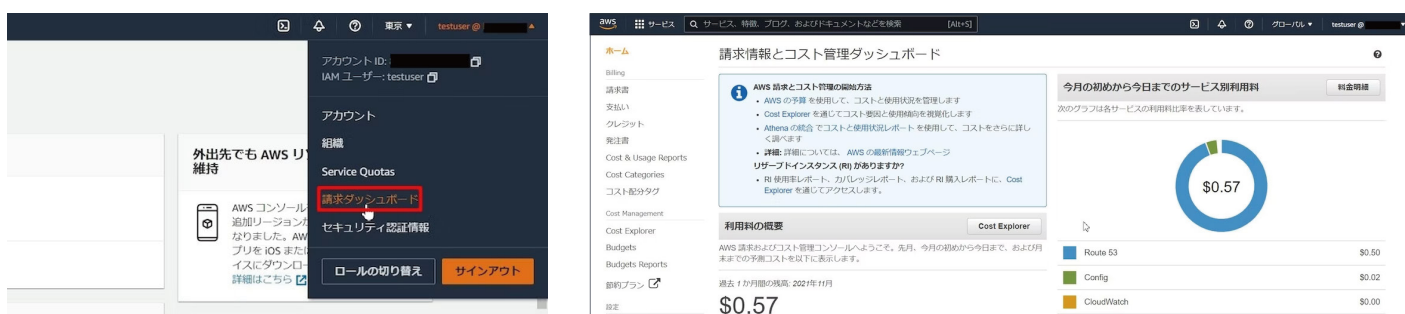 東京 ▼
testuser @
アカウント ID:
IAM ユーザー: testuser
アカウント
組織
Service Quotas
請求ダッシュボード
セキュリティ認証情報
ロールの切り替え
サインアウト
外出先でも AWS リ
維持
AWS コンソール
追加リージョンが
なりました。AW
プリを iOS また
イスにダウンロー
詳細はこちら
aws
サービス
サービス、特徴、ブログ、およびドキュメントなどを検索
[Alt+S]
グローバル ▼
testuser @
ホーム
Billing
請求書
支払い
クレジット
発注書
Cost & Usage Reports
Cost Categories
コスト配分タグ
Cost Management
Cost Explorer
Budgets
Budgets Reports
節約プラン
設定
請求情報とコスト管理ダッシュボード
AWS 請求とコスト管理の開始方法
• AWS の予算 を使用して、コストと使用状況を管理します
• Cost Explorer を通じてコスト要因と使用傾向を視覚化します
• Athena の統合 でコストと使用状況レポート を使用して、コストをさらに詳し
く調べます
• 詳細: 詳細については、 AWS の最新情報ウェブページ
リザーブドインスタンス (RI) がありますか?
• RI 使用率レポート、カバレッジレポート、および RI 購入レポートに、Cost
Explorer を通じてアクセスします。
利用料の概要
Cost Explorer
AWS 請求およびコスト管理コンソールへようこそ。先月、今月の初めから今日まで、および月
末までの予測コストを以下に表示します。
過去 1 か月間の残高: 2021年11月
$0.57
今月の初めから今日までのサービス別利用料
料金明細
次のグラフは各サービスの利用料比率を表しています。
$0.57
Route 53 $0.50
Config $0.02
CloudWatch $0.00